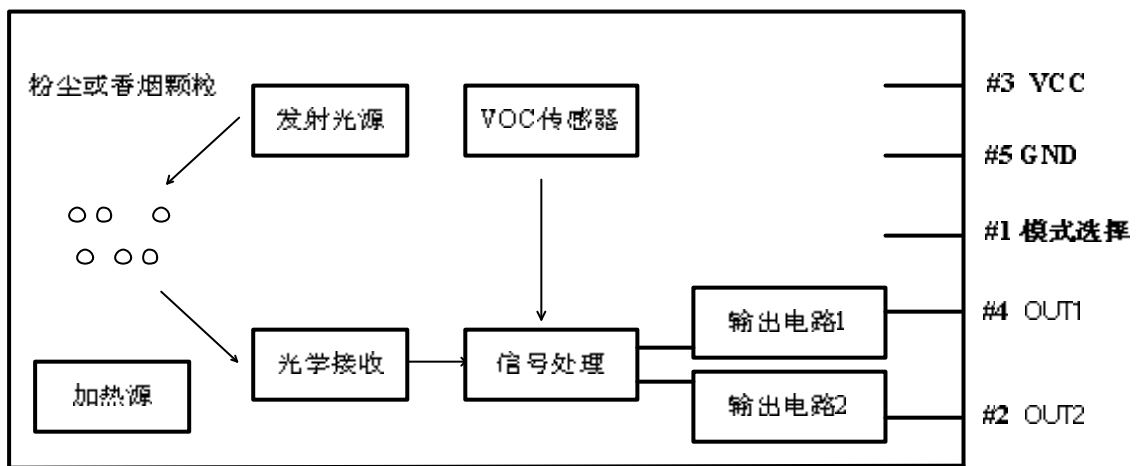 粉尘或香烟颗粒
发射光源
VOC传感器
#3 VCC
#5 GND
#1 模式选择
加热源
光学接收
信号处理
输出电路1
输出电路2
#4 OUT1
#2 OUT2